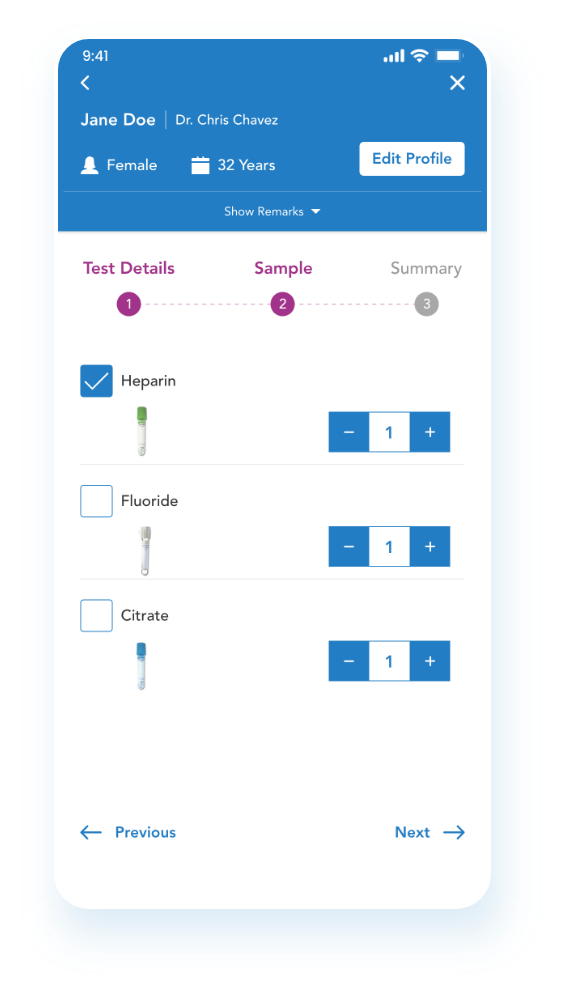 9:41
Jane Doe | Dr. Chris Chavez
Female 32 Years Edit Profile
Show Remarks
Test Details Sample Summary
1 2 3
Heparin
− 1 +
Fluoride
− 1 +
Citrate
− 1 +
Previous Next